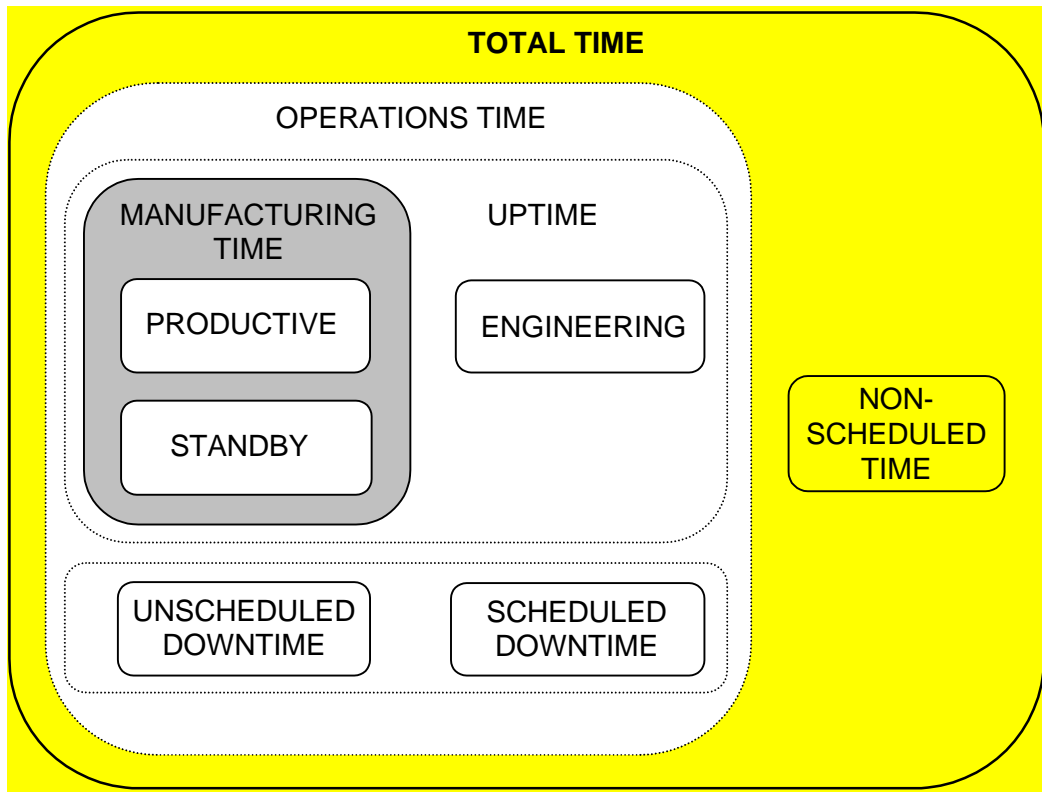 TOTAL TIME
OPERATIONS TIME
MANUFACTURING
TIME
UPTIME
PRODUCTIVE
ENGINEERING
STANDBY
NON-
SCHEDULED
TIME
UNSCHEDULED
DOWNTIME
SCHEDULED
DOWNTIME